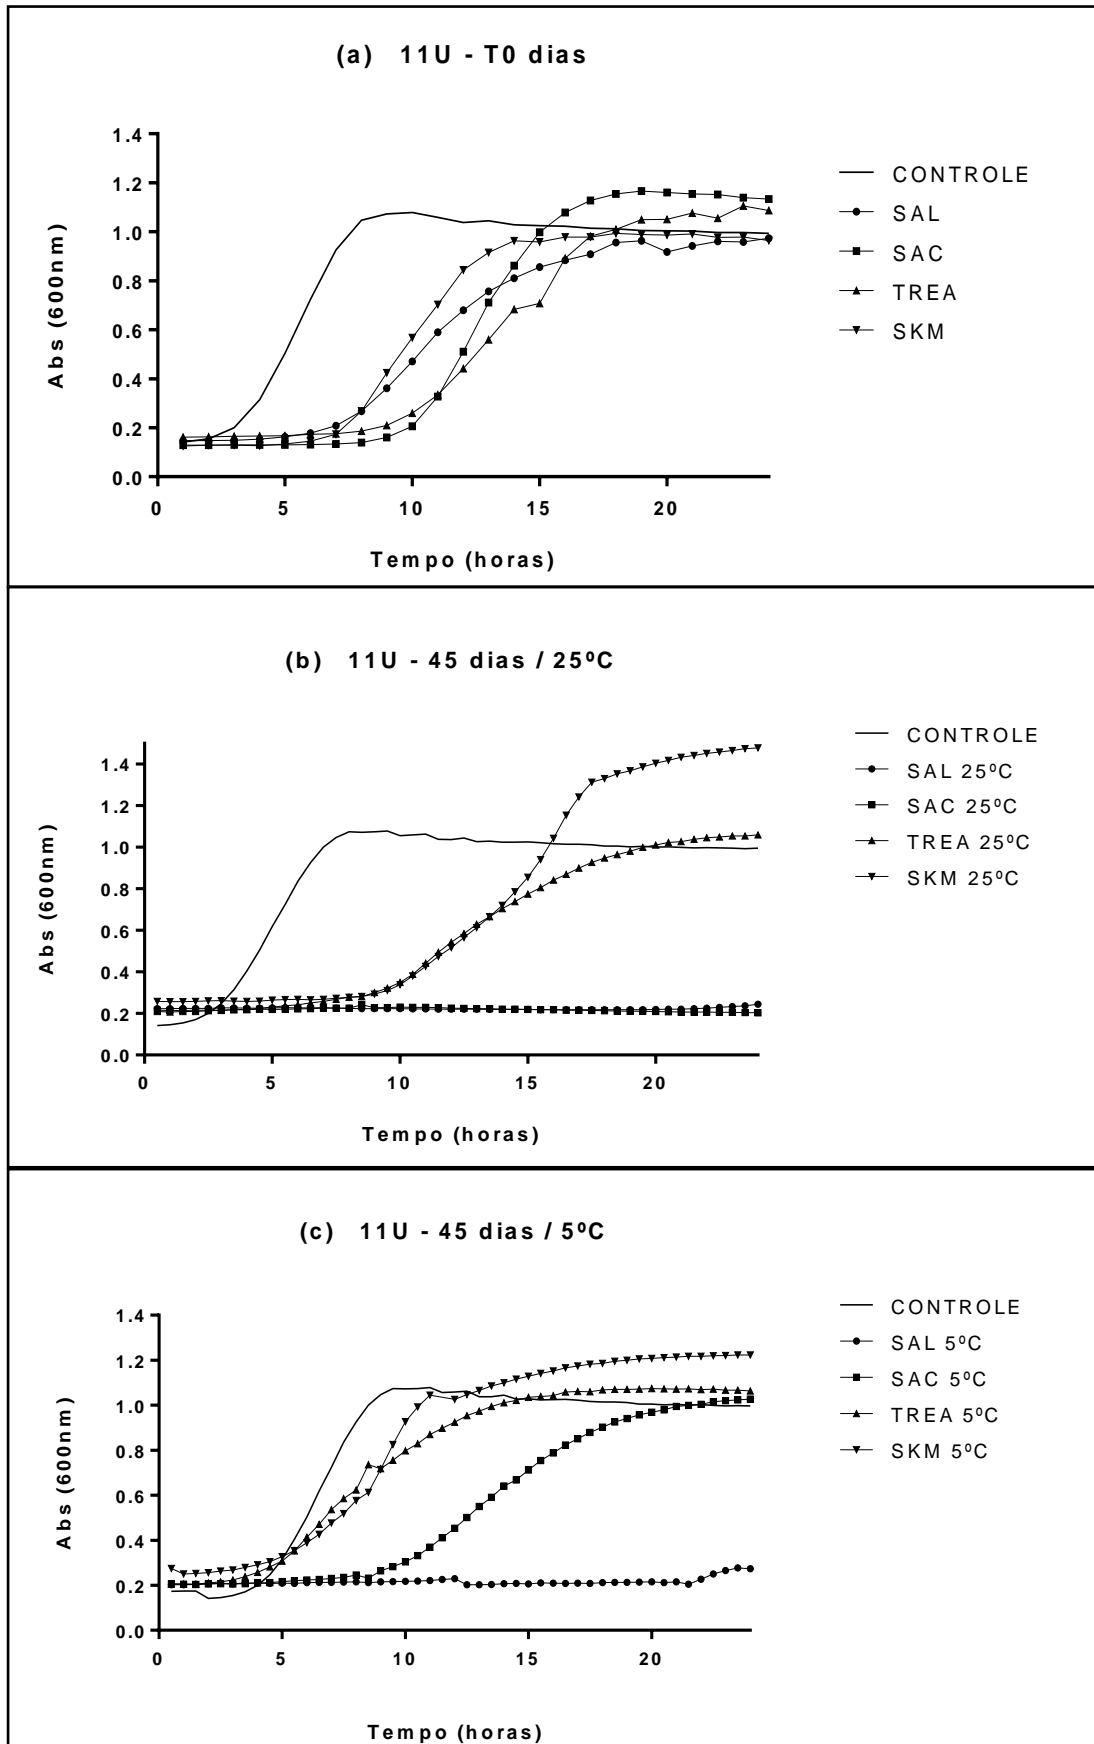 (a) 11U - T0 dias
1.4
1.2
1.0
0.8
0.6
0.4
0.2
0.0
Abs (600nm)
0 5 10 15 20
Tempo (horas)
CONTROLE
SAL
SAC
TREA
SKM
(b) 11U - 45 dias / 25ºC
1.4
1.2
1.0
0.8
0.6
0.4
0.2
0.0
Abs (600nm)
0 5 10 15 20
Tempo (horas)
CONTROLE
SAL 25ºC
SAC 25ºC
TREA 25ºC
SKM 25ºC
(c) 11U - 45 dias / 5ºC
1.4
1.2
1.0
0.8
0.6
0.4
0.2
0.0
Abs (600nm)
0 5 10 15 20
Tempo (horas)
CONTROLE
SAL 5ºC
SAC 5ºC
TREA 5ºC
SKM 5ºC